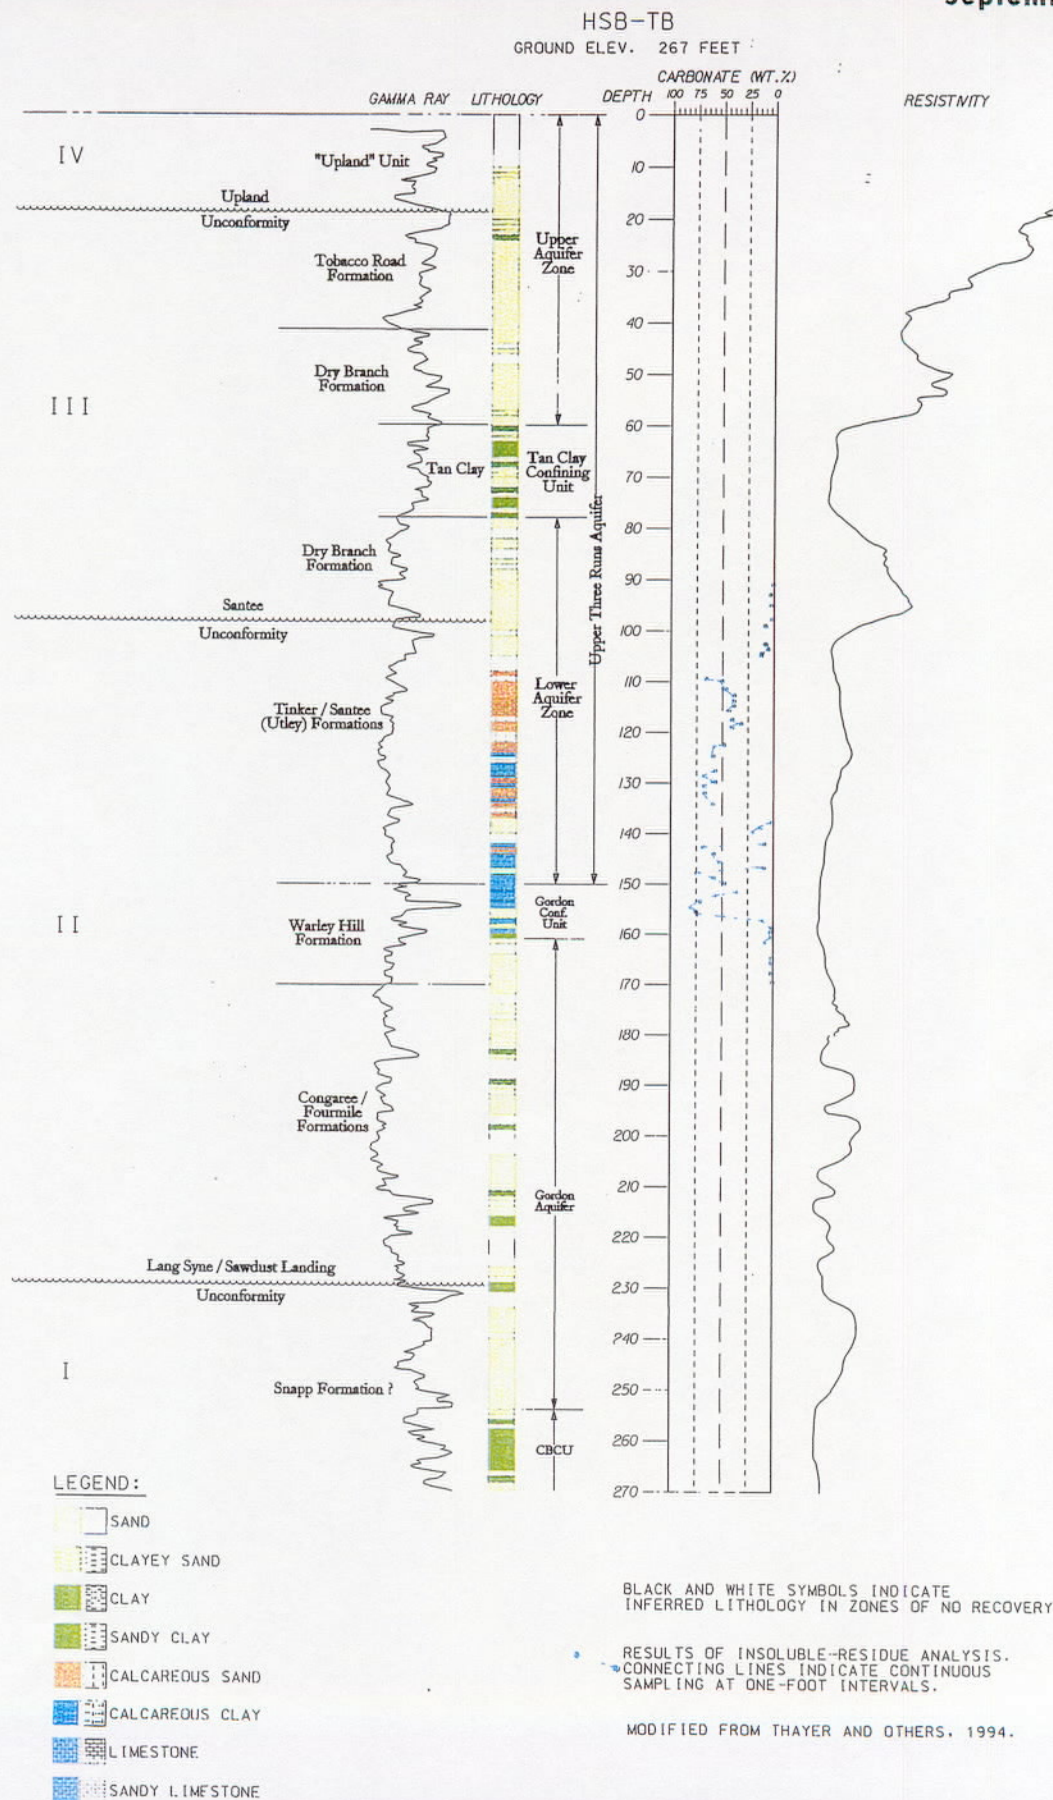 HSB-TB
GROUND ELEV. 267 FEET
CARBONATE (WT.%)
GAMMA RAY LITHOLOGY DEPTH 100 75 50 25 0 RESISTIVITY
0
IV
"Upland" Unit
10
Upland
Unconformity
20
Upper
Aquifer
Zone
Tobacco Road
Formation
30
40
Dry Branch
Formation
50
III
60
Tan Clay
Tan Clay
Confining
Unit
70
Upper Three Runs Aquifer
80
Dry Branch
Formation
90
Santee
Unconformity
100
110
Lower
Aquifer
Zone
Tinker / Santee
(Utley) Formations
120
130
140
150
Gordon
Conf.
Unit
II
Warley Hill
Formation
160
170
180
190
Congaree /
Fourmile
Formations
200
210
Gordon
Aquifer
220
Lang Syne / Sawdust Landing
Unconformity
230
240
I
Snapp Formation ?
250
CBCU
260
270
LEGEND:
SAND
CLAYEY SAND
CLAY
SANDY CLAY
CALCAREOUS SAND
CALCAREOUS CLAY
LIMESTONE
SANDY LIMESTONE
BLACK AND WHITE SYMBOLS INDICATE
INFERRED LITHOLOGY IN ZONES OF NO RECOVERY
RESULTS OF INSOLUBLE-RESIDUE ANALYSIS.
CONNECTING LINES INDICATE CONTINUOUS
SAMPLING AT ONE-FOOT INTERVALS.
MODIFIED FROM THAYER AND OTHERS. 1994.